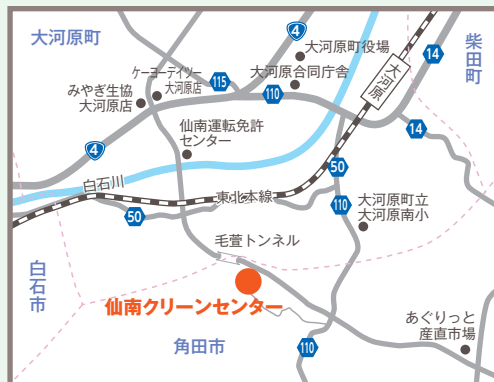 大河原町
4
柴田町
大河原町役場
14
ケーヨーデイツー
大河原店
115
大河原合同庁舎
大河原
みやぎ生協
大河原店
110
14
仙南運転免許
センター
4
50
白石川
東北本線
50
110
大河原町立
大河原南小
毛萱トンネル
白石市
仙南クリーンセンター
あぐりっと
産直市場
角田市
110